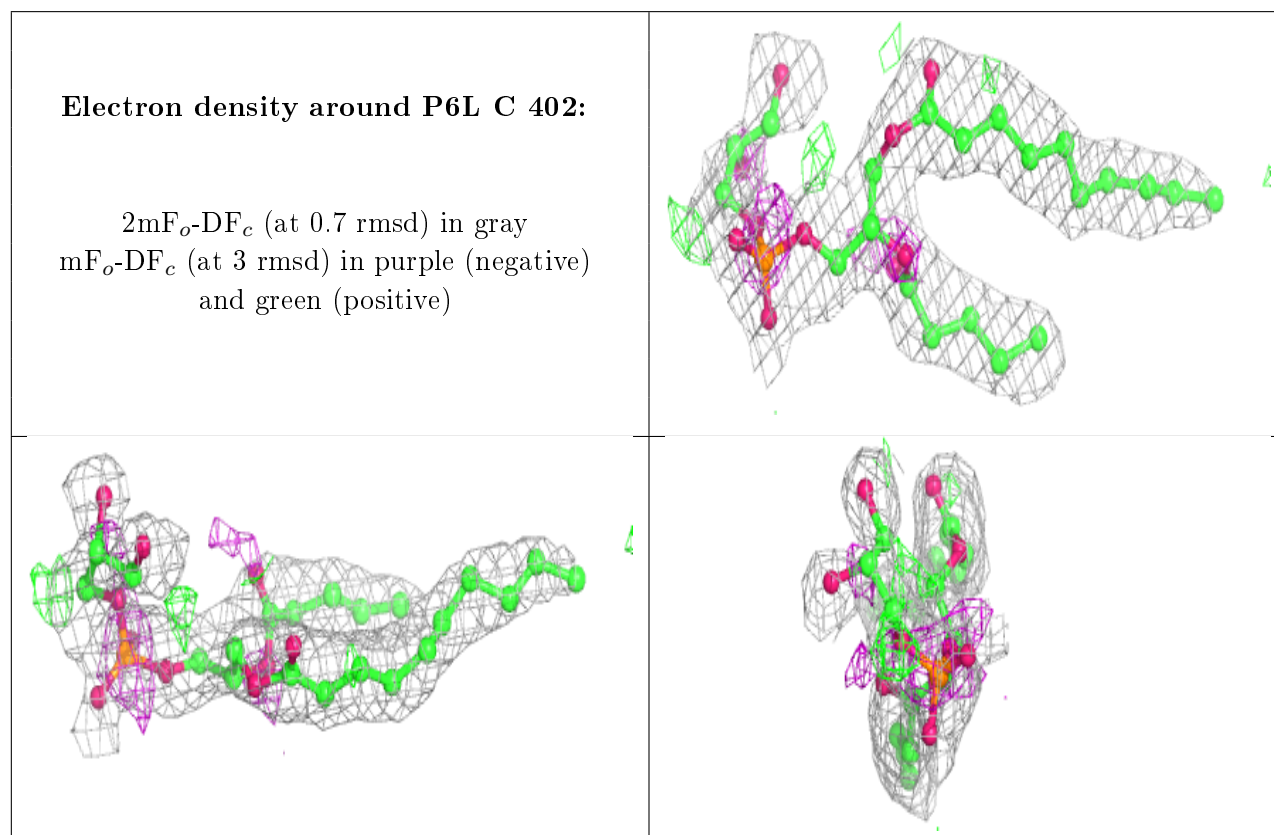 Electron density around P6L C 402:
2mFo-DFc (at 0.7 rmsd) in gray
mFo-DFc (at 3 rmsd) in purple (negative)
and green (positive)